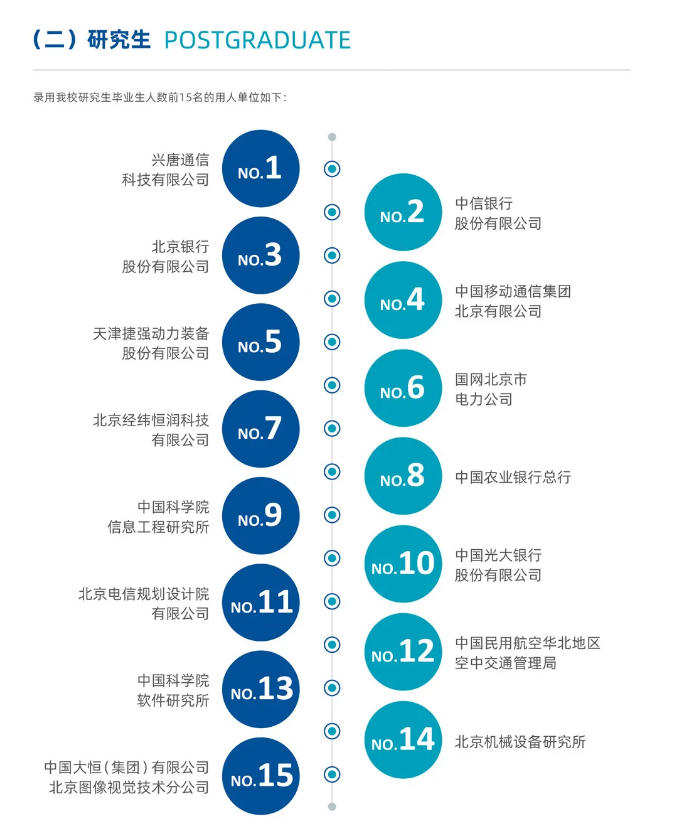 （二）研究生 POSTGRADUATE
录用我校研究生毕业生人数前15名的用人单位如下：
兴唐通信
科技有限公司
NO.1
NO.2
中信银行
股份有限公司
北京银行
股份有限公司
NO.3
NO.4
中国移动通信集团
北京有限公司
天津捷强动力装备
股份有限公司
NO.5
NO.6
国网北京市
电力公司
北京经纬恒润科技
有限公司
NO.7
NO.8
中国农业银行总行
中国科学院
信息工程研究所
NO.9
NO.10
中国光大银行
股份有限公司
北京电信规划设计院
有限公司
NO.11
NO.12
中国民用航空华北地区
空中交通管理局
中国科学院
软件研究所
NO.13
NO.14
北京机械设备研究所
中国大恒（集团）有限公司
北京图像视觉技术分公司
NO.15